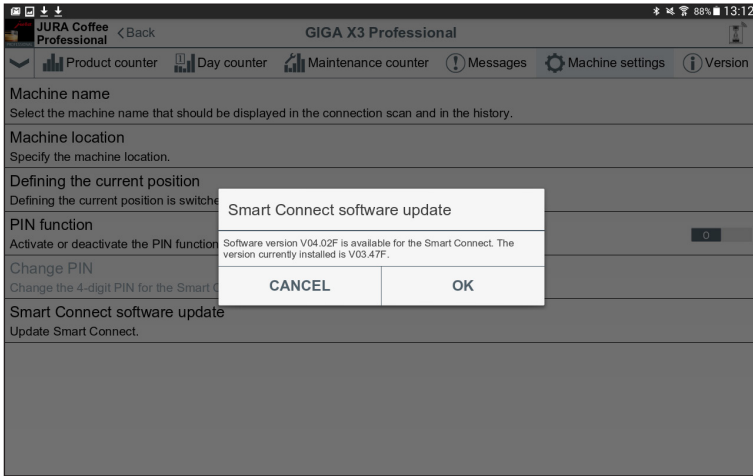 88% 13:12
JURA Coffee
Professional
Back
GIGA X3 Professional
Product counter
Day counter
Maintenance counter
Messages
Machine settings
Version
Machine name
Select the machine name that should be displayed in the connection scan and in the history.
Machine location
Specify the machine location.
Defining the current position
Defining the current position is switche
PIN function
Activate or deactivate the PIN function
O
Change PIN
Change the 4-digit PIN for the Smart C
Smart Connect software update
Update Smart Connect.
Smart Connect software update
Software version V04.02F is available for the Smart Connect. The
version currently installed is V03.47F.
CANCEL
OK